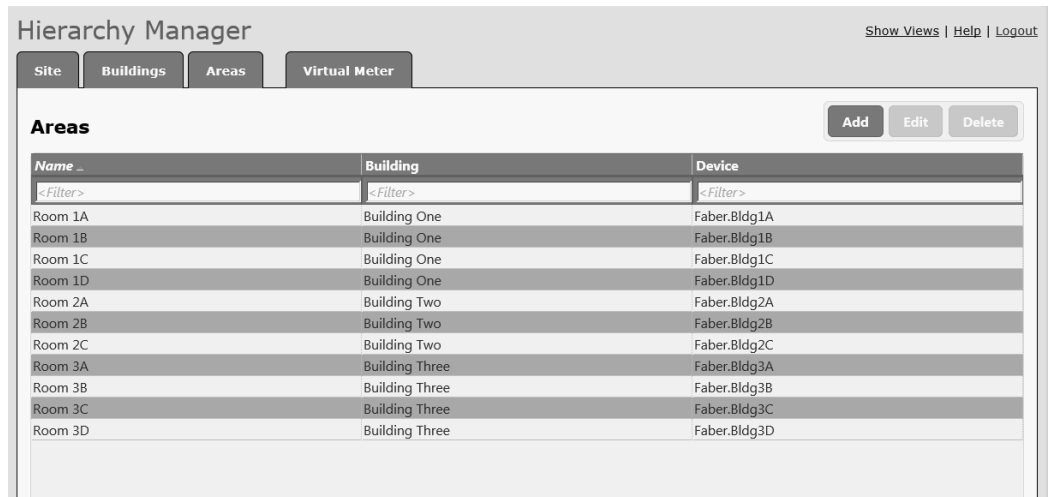 Hierarchy Manager
Show Views | Help | Logout
Site Buildings Areas Virtual Meter
Areas
Add Edit Delete
Name Building Device
<Filter> <Filter> <Filter>
Room 1A Building One Faber.Bldg1A
Room 1B Building One Faber.Bldg1B
Room 1C Building One Faber.Bldg1C
Room 1D Building One Faber.Bldg1D
Room 2A Building Two Faber.Bldg2A
Room 2B Building Two Faber.Bldg2B
Room 2C Building Two Faber.Bldg2C
Room 3A Building Three Faber.Bldg3A
Room 3B Building Three Faber.Bldg3B
Room 3C Building Three Faber.Bldg3C
Room 3D Building Three Faber.Bldg3D